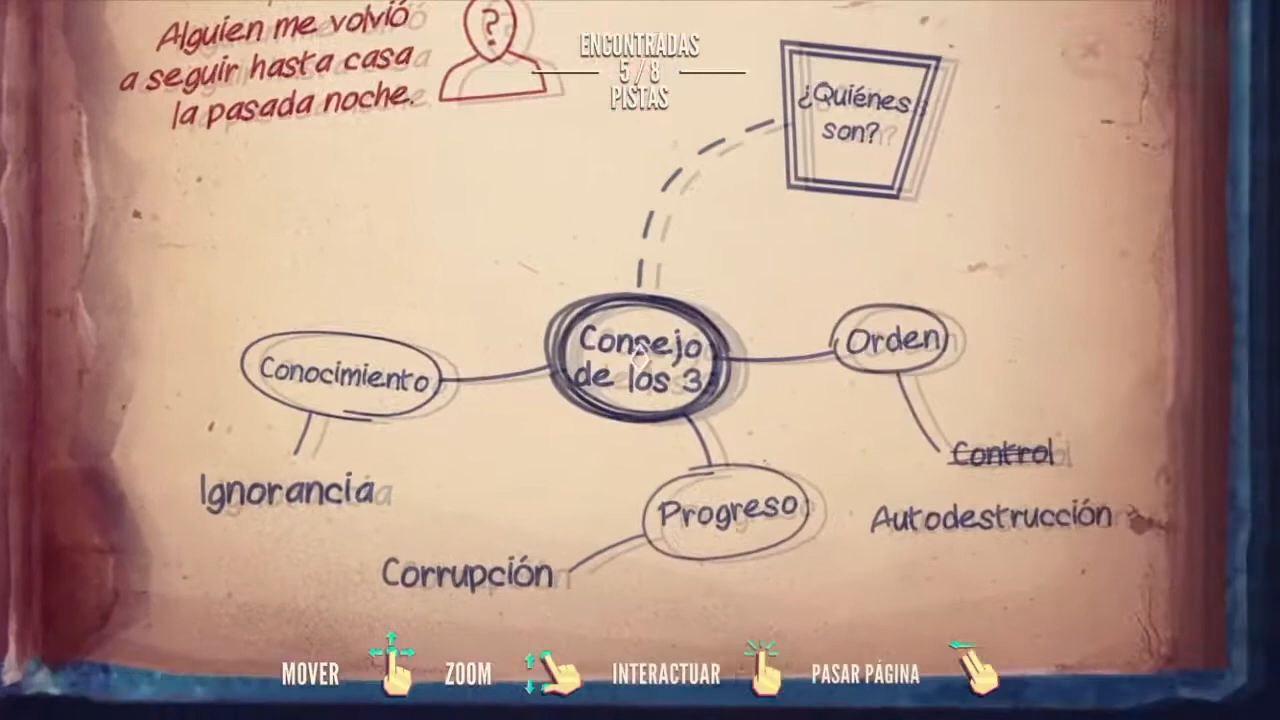 Alguien me volvió
a seguir hasta casa
la pasada noche.
?
ENCONTRADAS
5 / 8
PISTAS
¿Quiénes
son?
Consejo
de los 3
Conocimiento
Orden
Ignorancia
Control
Progreso
Autodestrucción
Corrupción
MOVER
ZOOM
INTERACTUAR
PASAR PÁGINA